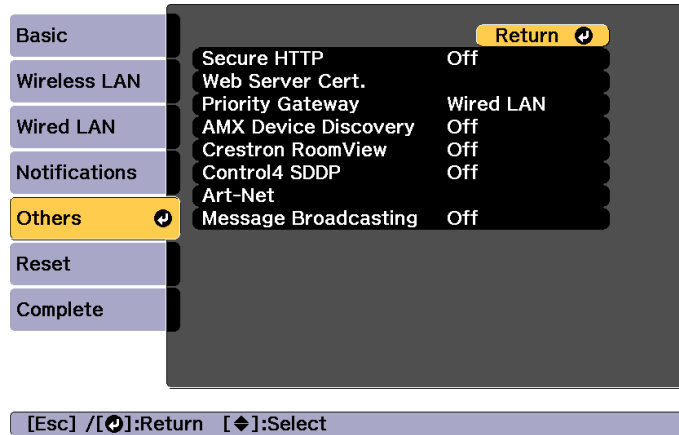 Basic
Wireless LAN
Wired LAN
Notifications
Others
Reset
Complete
Return
Secure HTTP Off
Web Server Cert.
Priority Gateway Wired LAN
AMX Device Discovery Off
Crestron RoomView Off
Control4 SDDP Off
Art-Net
Message Broadcasting Off
[Esc] /[⏎]:Return [◆]:Select